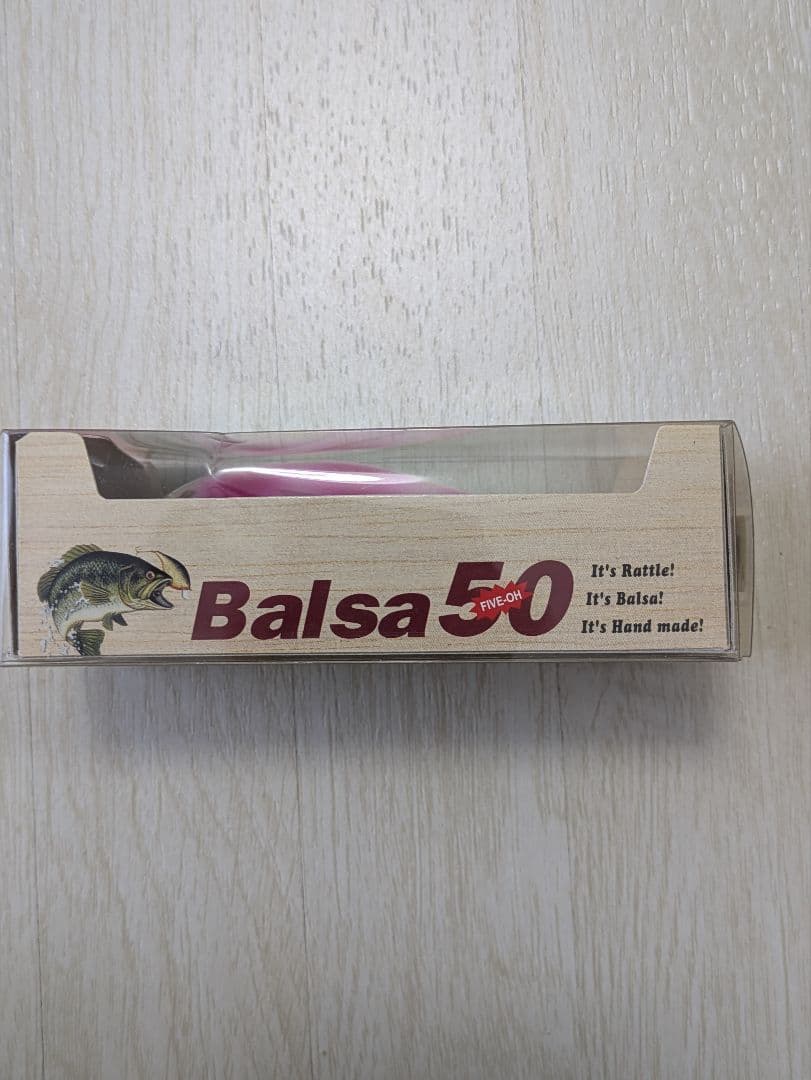 Balsa50
FIVE-OH
It's Rattle!
It's Balsa!
It's Hand made!